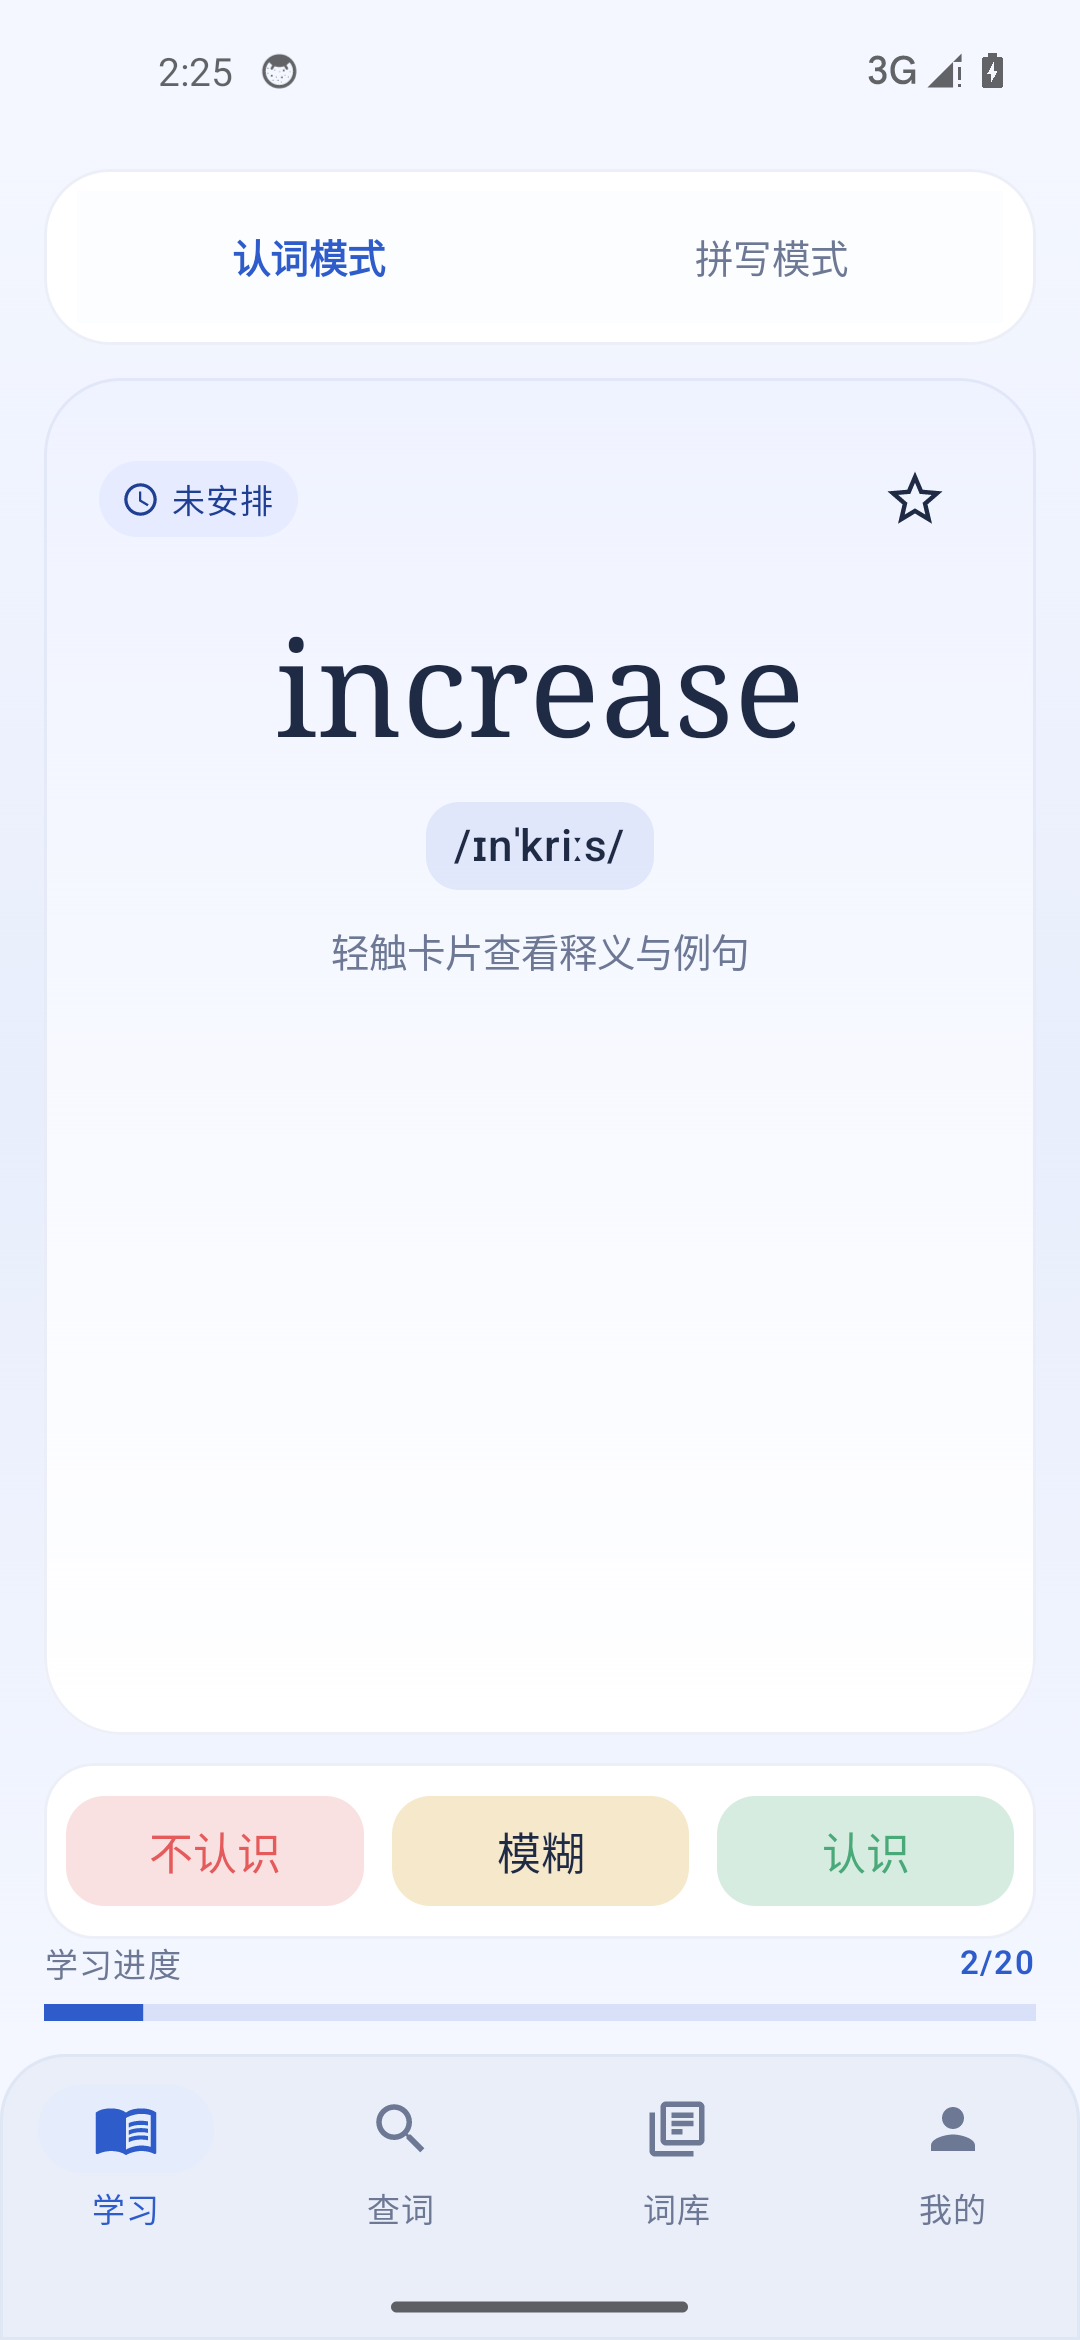 2:25
3G
认词模式
拼写模式
未安排
increase
/ɪnˈkriːs/
轻触卡片查看释义与例句
不认识
模糊
认识
学习进度
2/20
学习
查词
词库
我的